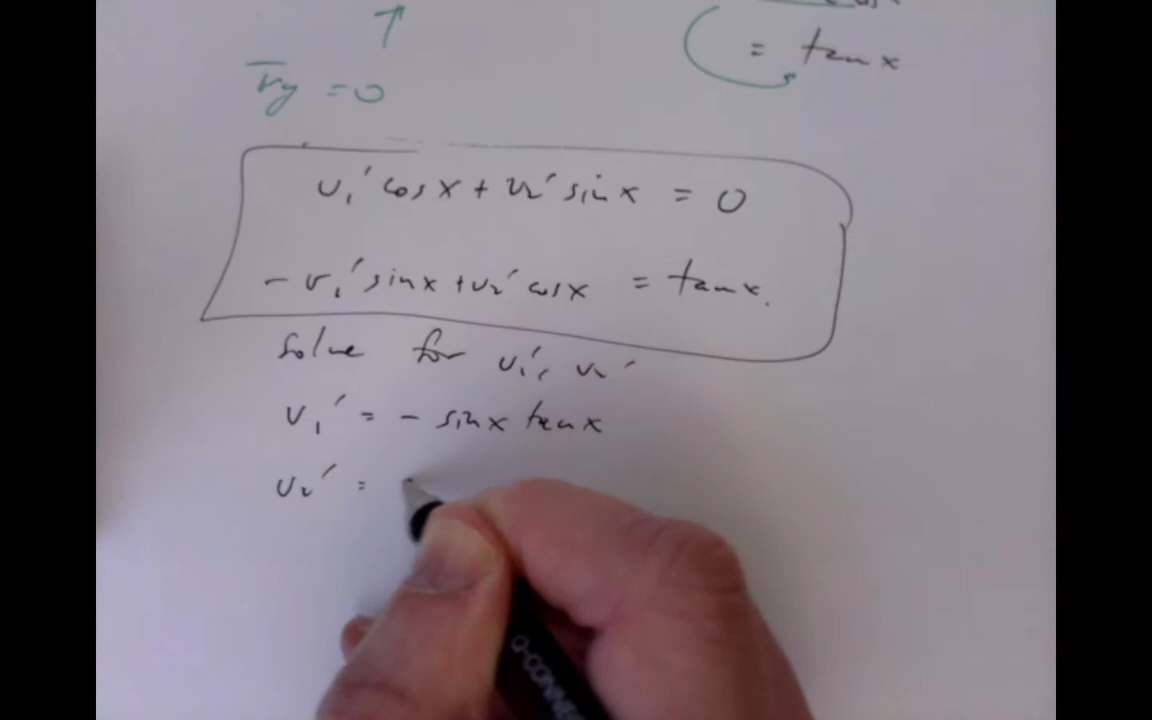 = tan x
Try = 0
v₁′ cos x + v₂′ sin x = 0
- v₁′ sin x + v₂′ cos x = tan x.
Solve for v₁′, v₂′
v₁′ = - sin x tan x
v₂′ =